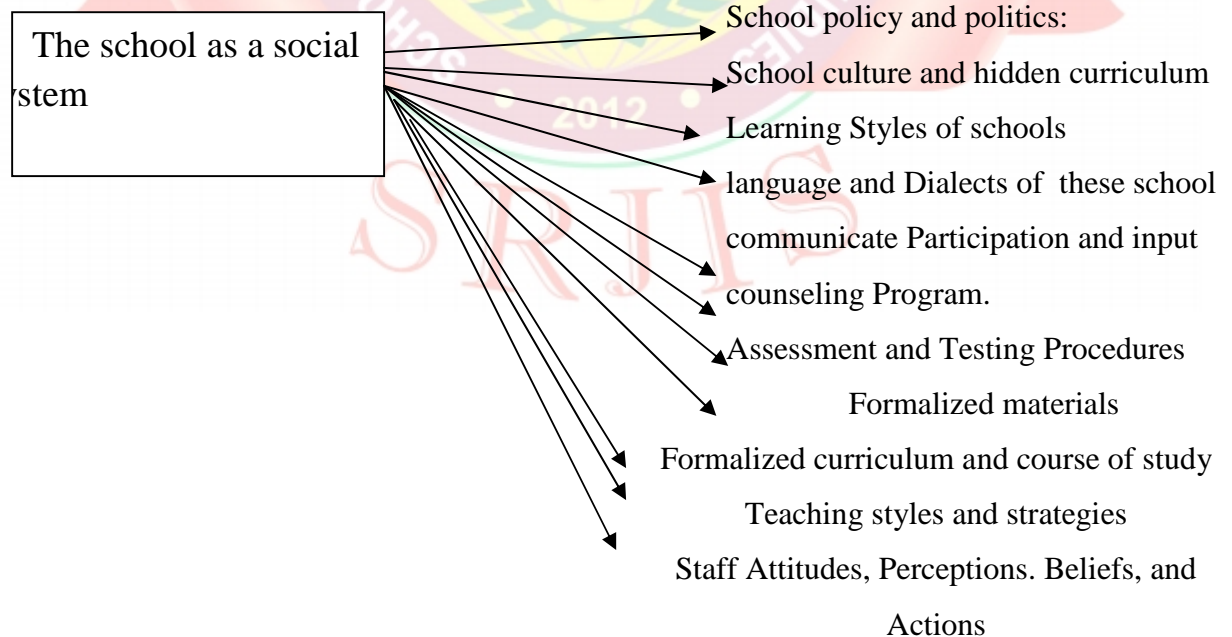 The school as a social
ystem
School policy and politics:
School culture and hidden curriculum
Learning Styles of schools
language and Dialects of these school
communicate Participation and input
counseling Program.
Assessment and Testing Procedures
Formalized materials
Formalized curriculum and course of study
Teaching styles and strategies
Staff Attitudes, Perceptions. Beliefs, and
Actions
2012
SRJIS